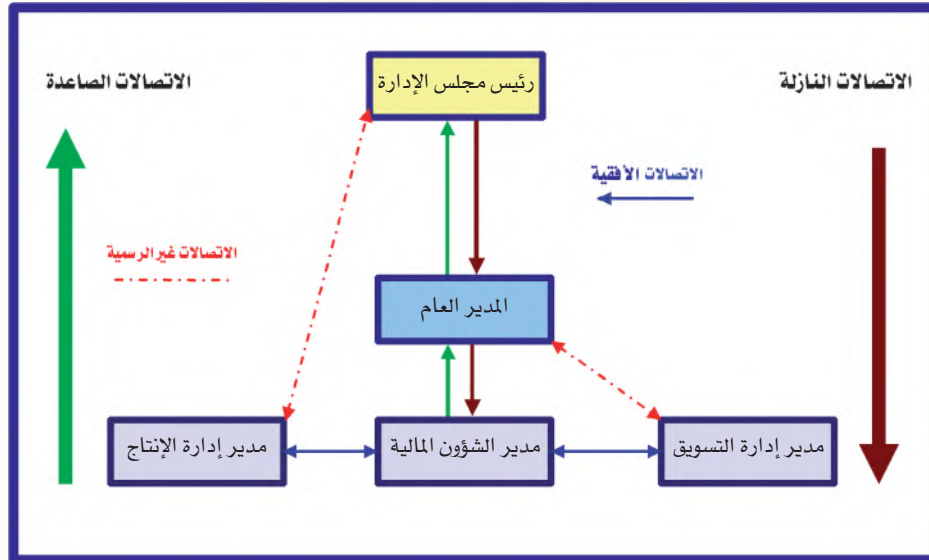 رئيس مجلس الإدارة
الاتصالات النازلة
الاتصالات الصاعدة
الاتصالات الأفقية
الاتصالات غير الرسمية
المدير العام
مدير إدارة التسويق
مدير الشؤون المالية
مدير إدارة الإنتاج